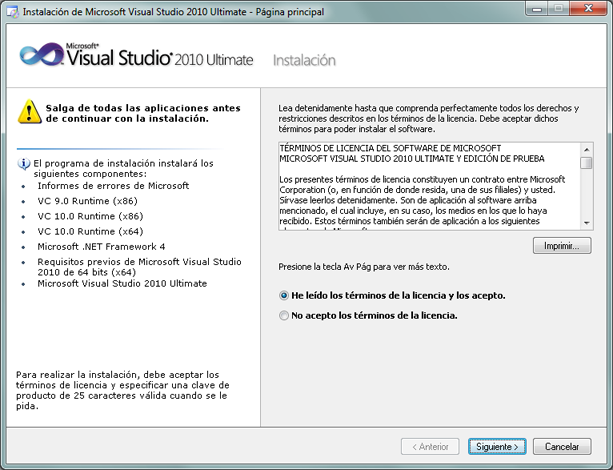 Instalación de Microsoft Visual Studio 2010 Ultimate - Página principal
Microsoft®
Visual Studio® 2010 Ultimate
Instalación
Salga de todas las aplicaciones antes
de continuar con la instalación.
El programa de instalación instalará los
siguientes componentes:
• Informes de errores de Microsoft
• VC 9.0 Runtime (x86)
• VC 10.0 Runtime (x86)
• VC 10.0 Runtime (x64)
• Microsoft .NET Framework 4
• Requisitos previos de Microsoft Visual Studio
2010 de 64 bits (x64)
• Microsoft Visual Studio 2010 Ultimate
Para realizar la instalación, debe aceptar los
términos de licencia y especificar una clave de
producto de 25 caracteres válida cuando se le
pida.
Lea detenidamente hasta que comprenda perfectamente todos los derechos y
restricciones descritos en los términos de la licencia. Debe aceptar dichos
términos para poder instalar el software.
TÉRMINOS DE LICENCIA DEL SOFTWARE DE MICROSOFT
MICROSOFT VISUAL STUDIO 2010 ULTIMATE Y EDICIÓN DE PRUEBA
Los presentes términos de licencia constituyen un contrato entre Microsoft
Corporation (o, en función de donde resida, una de sus filiales) y usted.
Sírvase leerlos detenidamente. Son de aplicación al software arriba
mencionado, el cual incluye, en su caso, los medios en los que lo haya
recibido. Estos términos también serán de aplicación a los siguientes
Imprimir...
Presione la tecla Av Pág para ver más texto.
He leído los términos de la licencia y los acepto.
No acepto los términos de la licencia.
< Anterior
Siguiente >
Cancelar